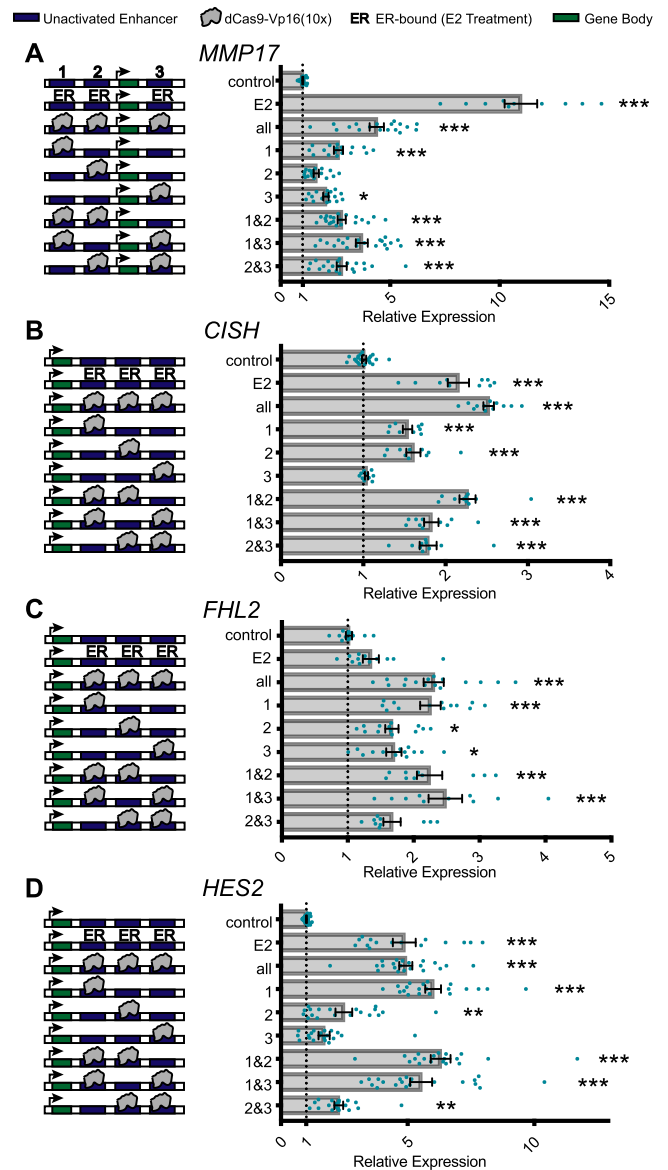 Unactivated Enhancer dCas9-Vp16(10x) ER ER-bound (E2 Treatment) Gene Body
A MMP17
1 2 3
control
ER ER ER E2 ***
all ***
1 ***
2
3 *
1&2 ***
1&3 ***
2&3 ***
0 1 5 10 15
Relative Expression
B CISH
control
ER ER ER E2 ***
all ***
1 ***
2 ***
3
1&2 ***
1&3 ***
2&3 ***
0 1 2 3 4
Relative Expression
C FHL2
control
ER ER ER E2
all ***
1 ***
2 *
3 *
1&2 ***
1&3 ***
2&3
0 1 2 3 4 5
Relative Expression
D HES2
control
ER ER ER E2 ***
all ***
1 ***
2 **
3
1&2 ***
1&3 ***
2&3 **
0 1 5 10
Relative Expression